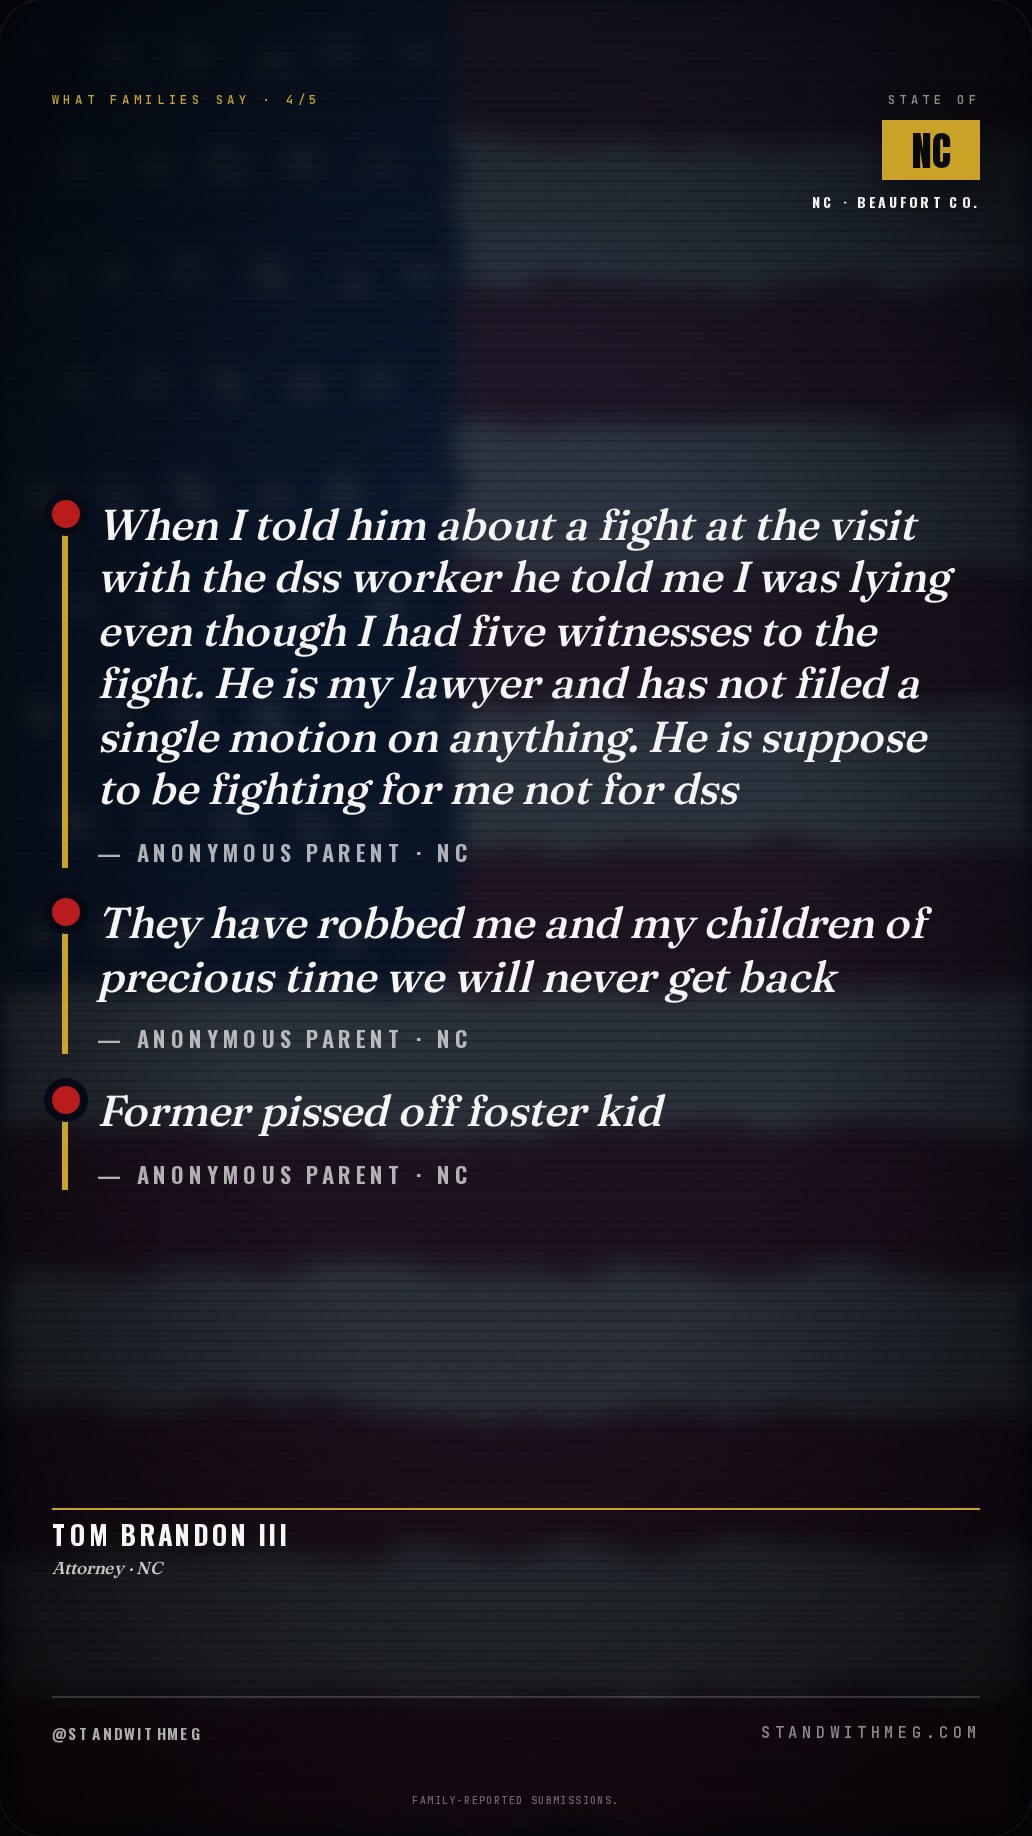 WHAT FAMILIES SAY · 4/5
STATE OF
NC
NC · BEAUFORT CO.
When I told him about a fight at the visit
with the dss worker he told me I was lying
even though I had five witnesses to the
fight. He is my lawyer and has not filed a
single motion on anything. He is suppose
to be fighting for me not for dss
— ANONYMOUS PARENT · NC
They have robbed me and my children of
precious time we will never get back
— ANONYMOUS PARENT · NC
Former pissed off foster kid
— ANONYMOUS PARENT · NC
TOM BRANDON III
Attorney · NC
@STANDWITHMEG
STANDWITHMEG.COM
FAMILY-REPORTED SUBMISSIONS.